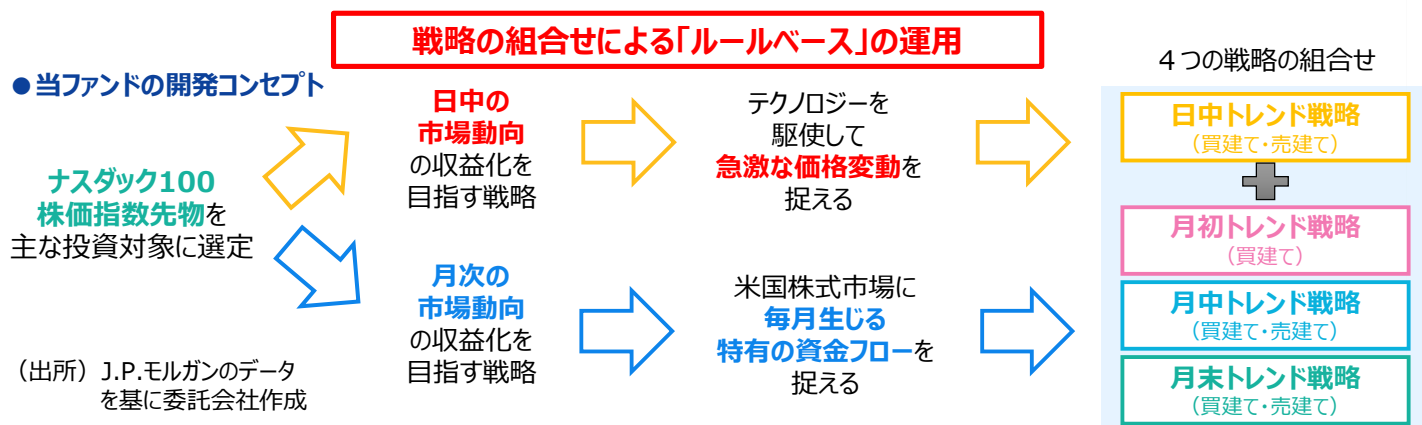 戦略の組合せによる「ルールベース」の運用
●当ファンドの開発コンセプト
ナスダック100
株価指数先物を
主な投資対象に選定
日中の
市場動向
の収益化を
目指す戦略
テクノロジーを
駆使して
急激な価格変動を
捉える
月次の
市場動向
の収益化を
目指す戦略
米国株式市場に
毎月生じる
特有の資金フローを
捉える
4つの戦略の組合せ
日中トレンド戦略
(買建て・売建て)
月初トレンド戦略
(買建て)
月中トレンド戦略
(買建て・売建て)
月末トレンド戦略
(買建て・売建て)
(出所)J.P.モルガンのデータ
を基に委託会社作成